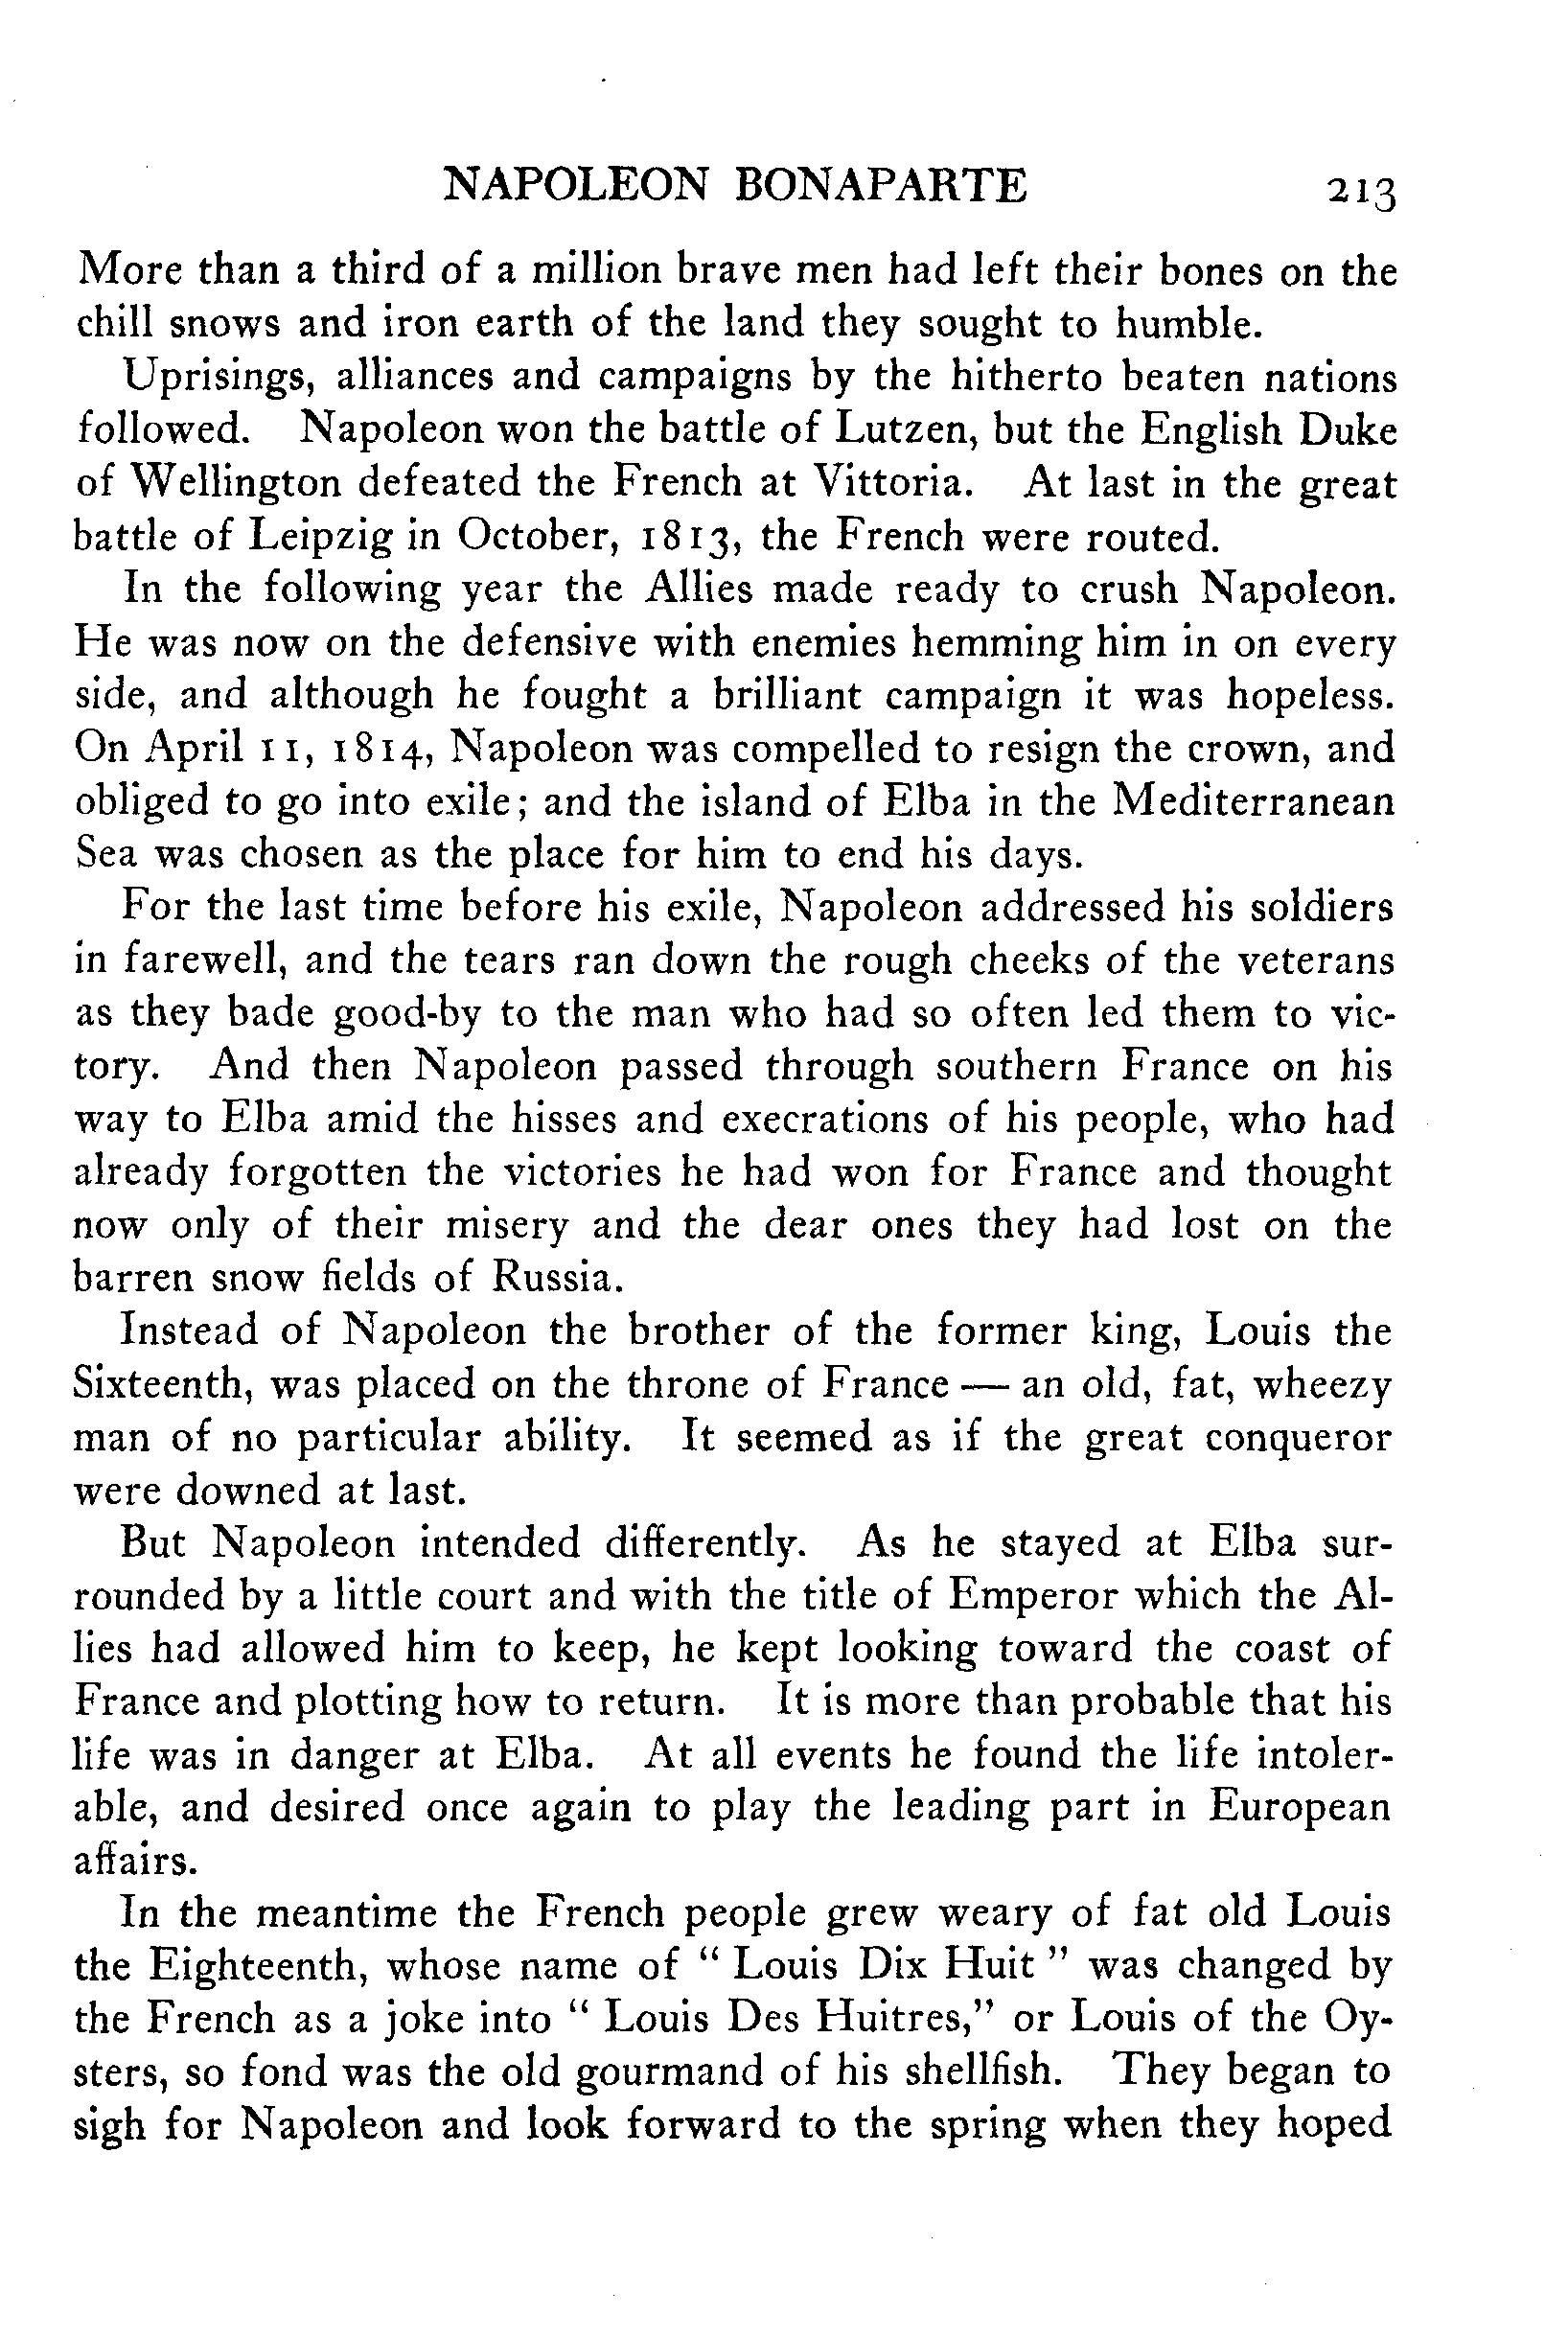 NAPOLEON BONAPARTE 213
More than a third of a million brave men had left their bones on the
chill snows and iron earth of the land they sought to humble.
Uprisings, alliances and campaigns by the hitherto beaten nations
followed. Napoleon won the battle of Lutzen, but the English Duke
of Wellington defeated the French at Vittoria. At last in the great
battle of Leipzig in October, 1813, the French were routed.
In the following year the Allies made ready to crush Napoleon.
He was now on the defensive with enemies hemming him in on every
side, and although he fought a brilliant campaign it was hopeless.
On April 11, 1814, Napoleon was compelled to resign the crown, and
obliged to go into exile; and the island of Elba in the Mediterranean
Sea was chosen as the place for him to end his days.
For the last time before his exile, Napoleon addressed his soldiers
in farewell, and the tears ran down the rough cheeks of the veterans
as they bade good-by to the man who had so often led them to vic-
tory. And then Napoleon passed through southern France on his
way to Elba amid the hisses and execrations of his people, who had
already forgotten the victories he had won for France and thought
now only of their misery and the dear ones they had lost on the
barren snow fields of Russia.
Instead of Napoleon the brother of the former king, Louis the
Sixteenth, was placed on the throne of France — an old, fat, wheezy
man of no particular ability. It seemed as if the great conqueror
were downed at last.
But Napoleon intended differently. As he stayed at Elba sur-
rounded by a little court and with the title of Emperor which the Al-
lies had allowed him to keep, he kept looking toward the coast of
France and plotting how to return. It is more than probable that his
life was in danger at Elba. At all events he found the life intoler-
able, and desired once again to play the leading part in European
affairs.
In the meantime the French people grew weary of fat old Louis
the Eighteenth, whose name of “ Louis Dix Huit ” was changed by
the French as a joke into “ Louis Des Huitres,” or Louis of the Oy-
sters, so fond was the old gourmand of his shellfish. They began to
sigh for Napoleon and look forward to the spring when they hoped